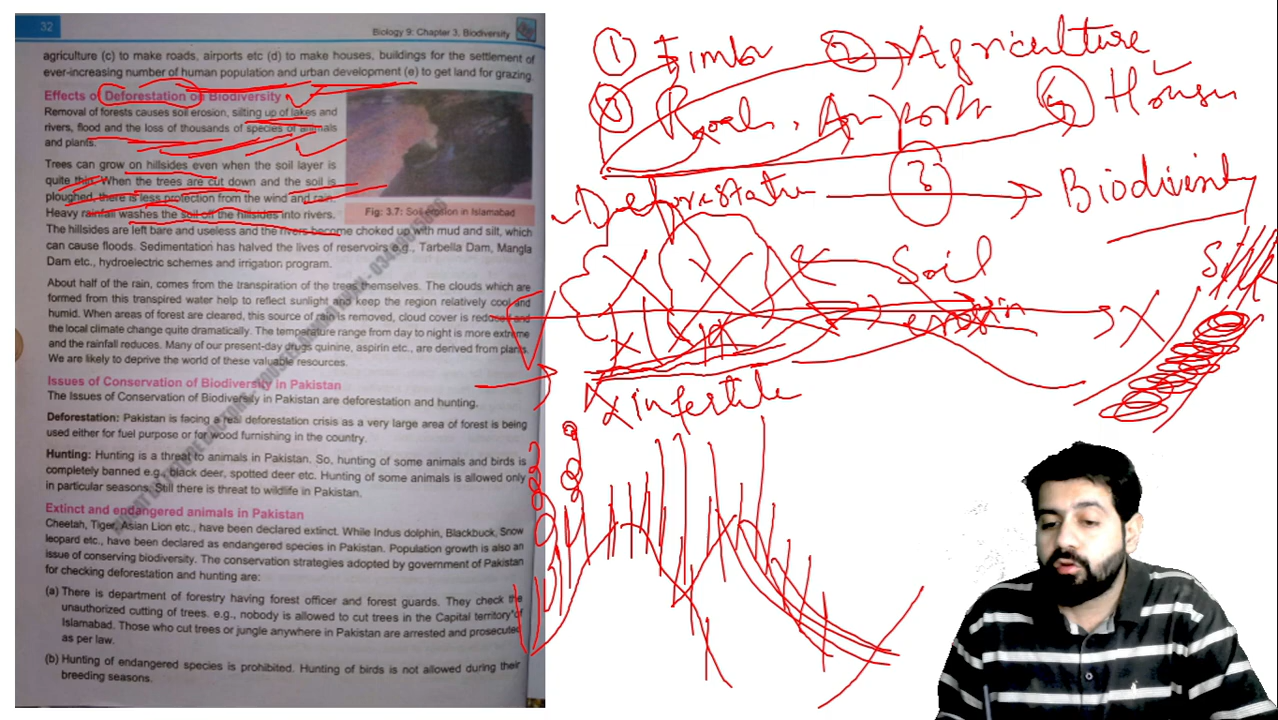 32
Biology 9: Chapter 3, Biodiversity
agriculture (c) to make roads, airports etc (d) to make houses, buildings for the settlement of
ever-increasing number of human population and urban development (e) to get land for grazing.
Effects of Deforestation on Biodiversity
Removal of forests causes soil erosion, silting up of lakes and
rivers, flood and the loss of thousands of species of animals
and plants.
Trees can grow on hillsides even when the soil layer is
quite thin. When the trees are cut down and the soil is
ploughed, there is less protection from the wind and rain.
Heavy rainfall washes the soil off the hillsides into rivers.
Fig: 3.7: Soil erosion in Islamabad
The hillsides are left bare and useless and the rivers become choked up with mud and silt, which
can cause floods. Sedimentation has halved the lives of reservoirs e.g., Tarbella Dam, Mangla
Dam etc., hydroelectric schemes and irrigation program.
About half of the rain, comes from the transpiration of the trees themselves. The clouds which are
formed from this transpired water help to reflect sunlight and keep the region relatively cool and
humid. When areas of forest are cleared, this source of rain is removed, cloud cover is reduced and
the local climate change quite dramatically. The temperature range from day to night is more extreme
and the rainfall reduces. Many of our present-day drugs quinine, aspirin etc., are derived from plants.
We are likely to deprive the world of these valuable resources.
Issues of Conservation of Biodiversity in Pakistan
The Issues of Conservation of Biodiversity in Pakistan are deforestation and hunting.
Deforestation: Pakistan is facing a real deforestation crisis as a very large area of forest is being
used either for fuel purpose or for wood furnishing in the country.
Hunting: Hunting is a threat to animals in Pakistan. So, hunting of some animals and birds is
completely banned e.g., black deer, spotted deer etc. Hunting of some animals is allowed only
in particular seasons. Still there is threat to wildlife in Pakistan.
Extinct and endangered animals in Pakistan
Cheetah, Tiger, Asian Lion etc., have been declared extinct. While Indus dolphin, Blackbuck, Snow
leopard etc., have been declared as endangered species in Pakistan. Population growth is also an
issue of conserving biodiversity. The conservation strategies adopted by government of Pakistan
for checking deforestation and hunting are:
(a) There is department of forestry having forest officer and forest guards. They check the
unauthorized cutting of trees. e.g., nobody is allowed to cut trees in the Capital territory of
Islamabad. Those who cut trees or jungle anywhere in Pakistan are arrested and prosecuted
as per law.
(b) Hunting of endangered species is prohibited. Hunting of birds is not allowed during their
breeding seasons.
① Timber ② Agriculture
Roads, Airports ④ Houses
Deforestation
Biodiversity
Soil
erosion
infertile